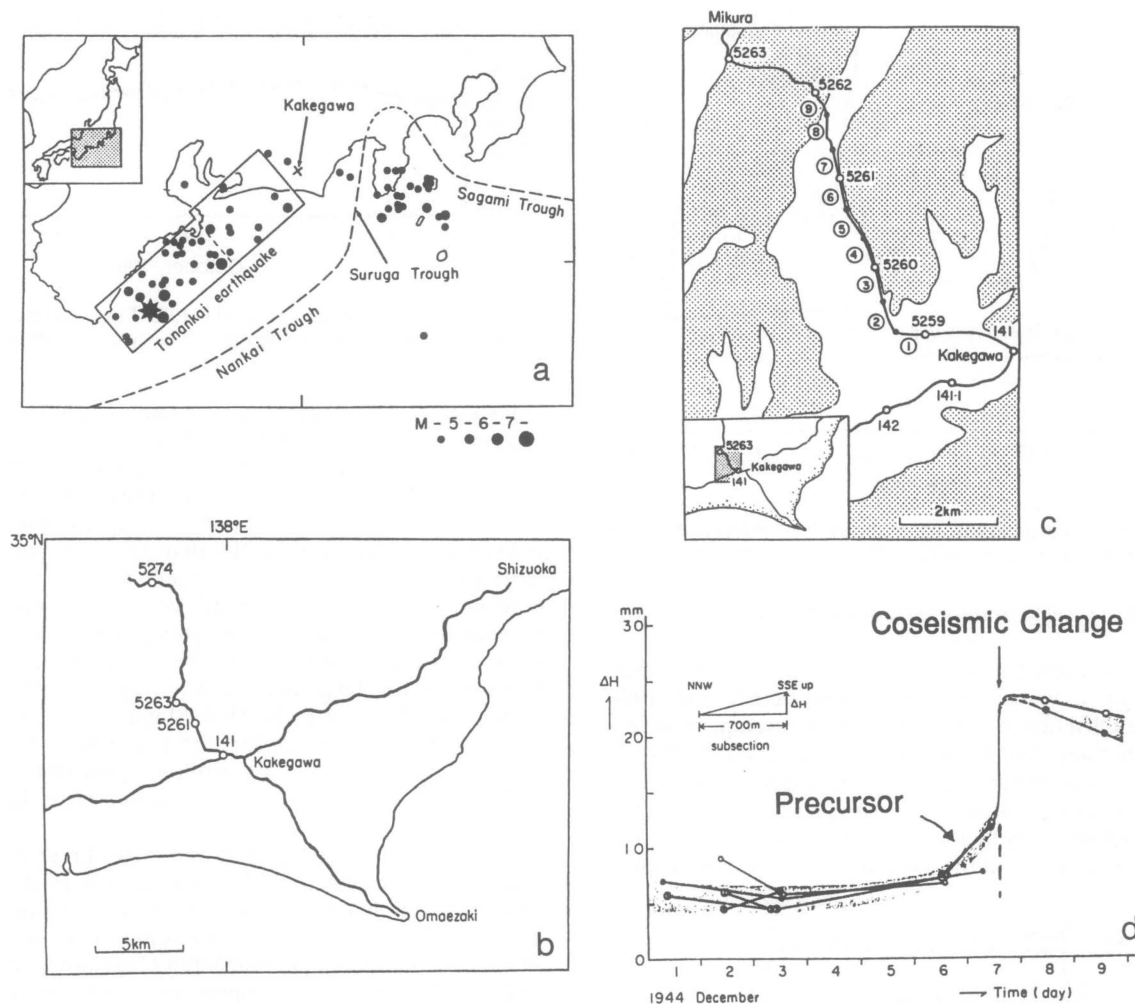 Kakegawa
Sagami Trough
Suruga Trough
Tonankai earthquake
Nankai Trough
a
M - 5 - 6 - 7 -
Mikura
5263
5262
⑨
⑧
⑦
5261
⑥
⑤
④
5260
③
②
5259
①
141
Kakegawa
141-1
142
5263
Kakegawa
141
2km
c
138°E
35°N
5274
Shizuoka
5263
5261
141
Kakegawa
Omaezaki
5km
b
mm
30
Coseismic Change
ΔH
NNW
SSE up
ΔH
700m
subsection
20
Precursor
10
0
d
1 2 3 4 5 6 7 8 9
1944 December
Time (day)